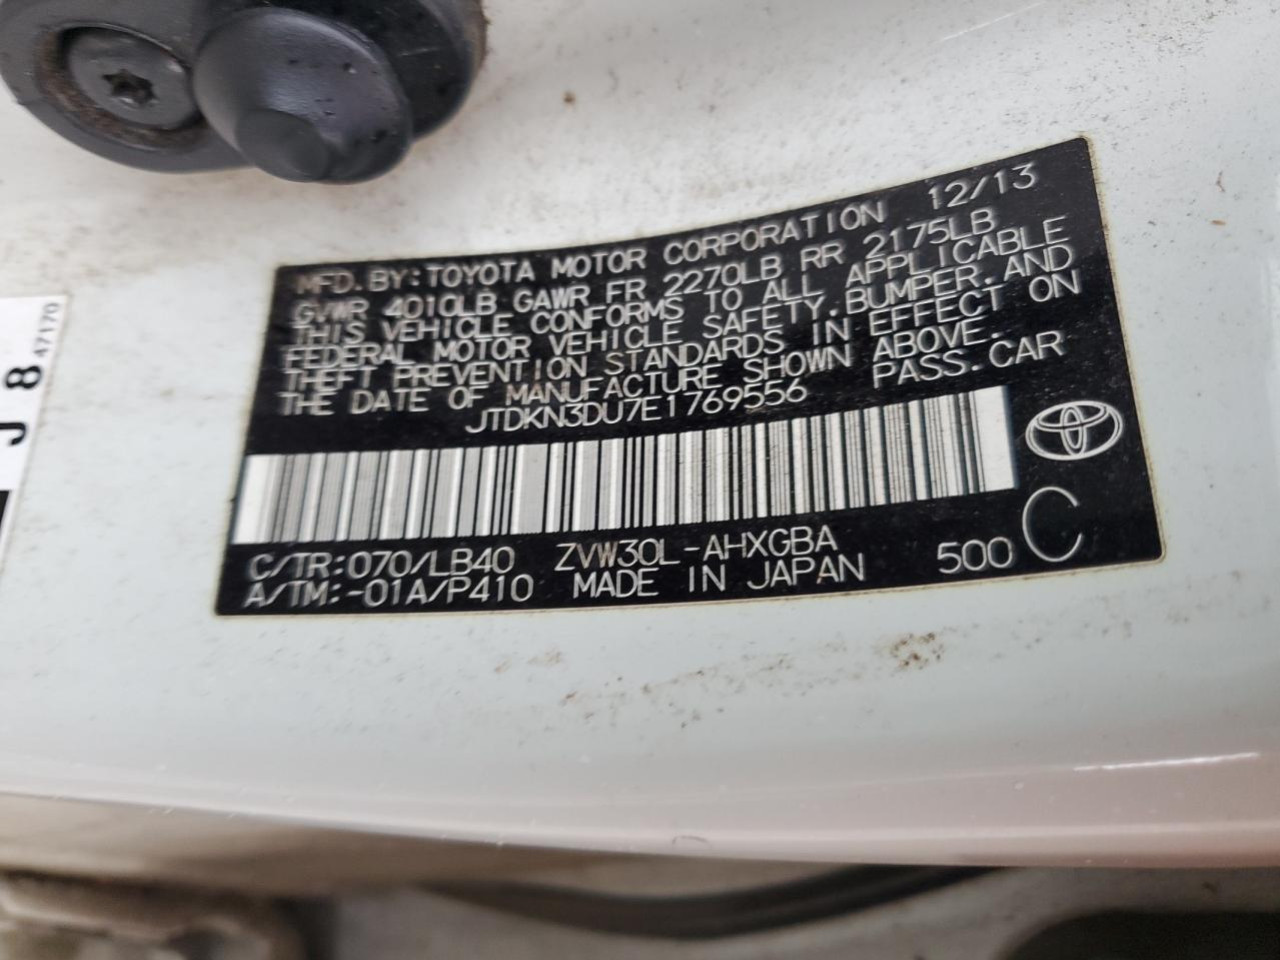 MFD.BY:TOYOTA MOTOR CORPORATION 12/13
GVWR 4010LB GAWR FR 2270LB RR 2175LB
THIS VEHICLE CONFORMS TO ALL APPLICABLE
FEDERAL MOTOR VEHICLE SAFETY,BUMPER,AND
THEFT PREVENTION STANDARDS IN EFFECT ON
THE DATE OF MANUFACTURE SHOWN ABOVE.
JTDKN3DU7E1769556 PASS.CAR
C/TR:070/LB40 ZVW30L-AHXGBA
A/TM:-01A/P410 MADE IN JAPAN 500 C
J 8
47170